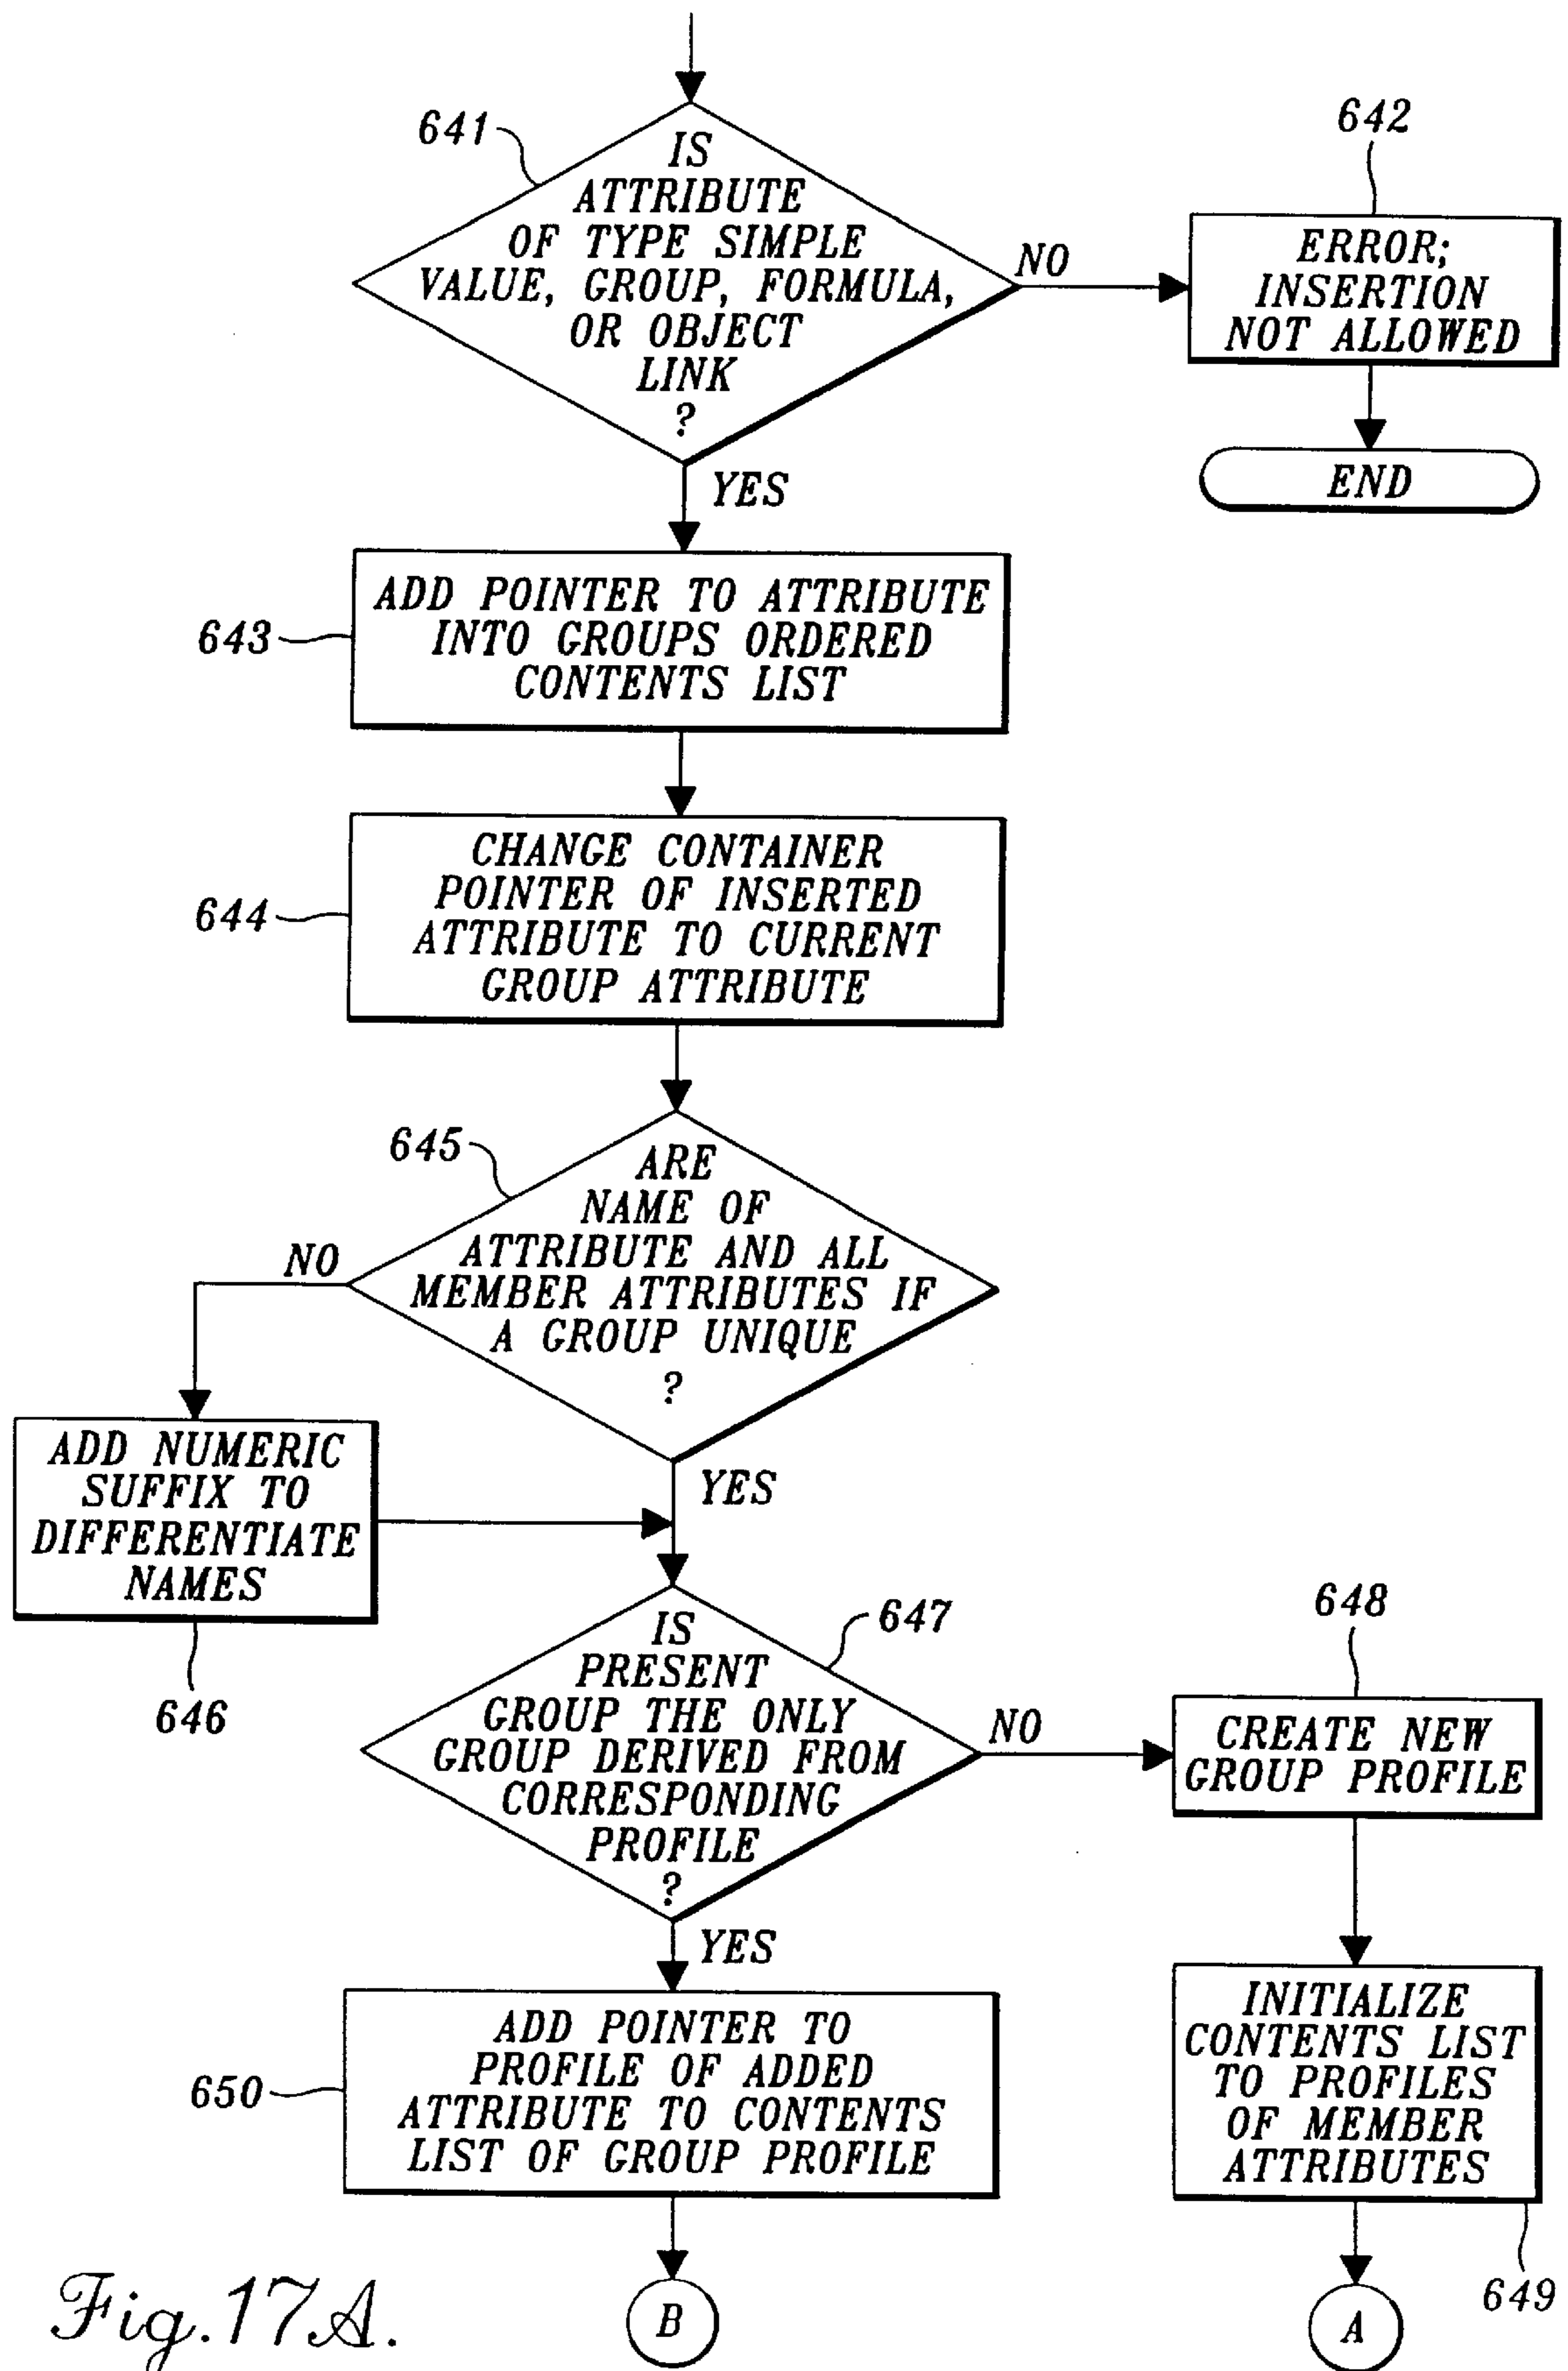 641
IS
ATTRIBUTE
OF TYPE SIMPLE
VALUE, GROUP, FORMULA,
OR OBJECT
LINK
?
NO
642
ERROR;
INSERTION
NOT ALLOWED
END
YES
643
ADD POINTER TO ATTRIBUTE
INTO GROUPS ORDERED
CONTENTS LIST
644
CHANGE CONTAINER
POINTER OF INSERTED
ATTRIBUTE TO CURRENT
GROUP ATTRIBUTE
645
ARE
NAME OF
ATTRIBUTE AND ALL
MEMBER ATTRIBUTES IF
A GROUP UNIQUE
?
NO
YES
ADD NUMERIC
SUFFIX TO
DIFFERENTIATE
NAMES
646
647
IS
PRESENT
GROUP THE ONLY
GROUP DERIVED FROM
CORRESPONDING
PROFILE
?
NO
648
CREATE NEW
GROUP PROFILE
YES
650
ADD POINTER TO
PROFILE OF ADDED
ATTRIBUTE TO CONTENTS
LIST OF GROUP PROFILE
INITIALIZE
CONTENTS LIST
TO PROFILES
OF MEMBER
ATTRIBUTES
649
B
A
Fig.17A.